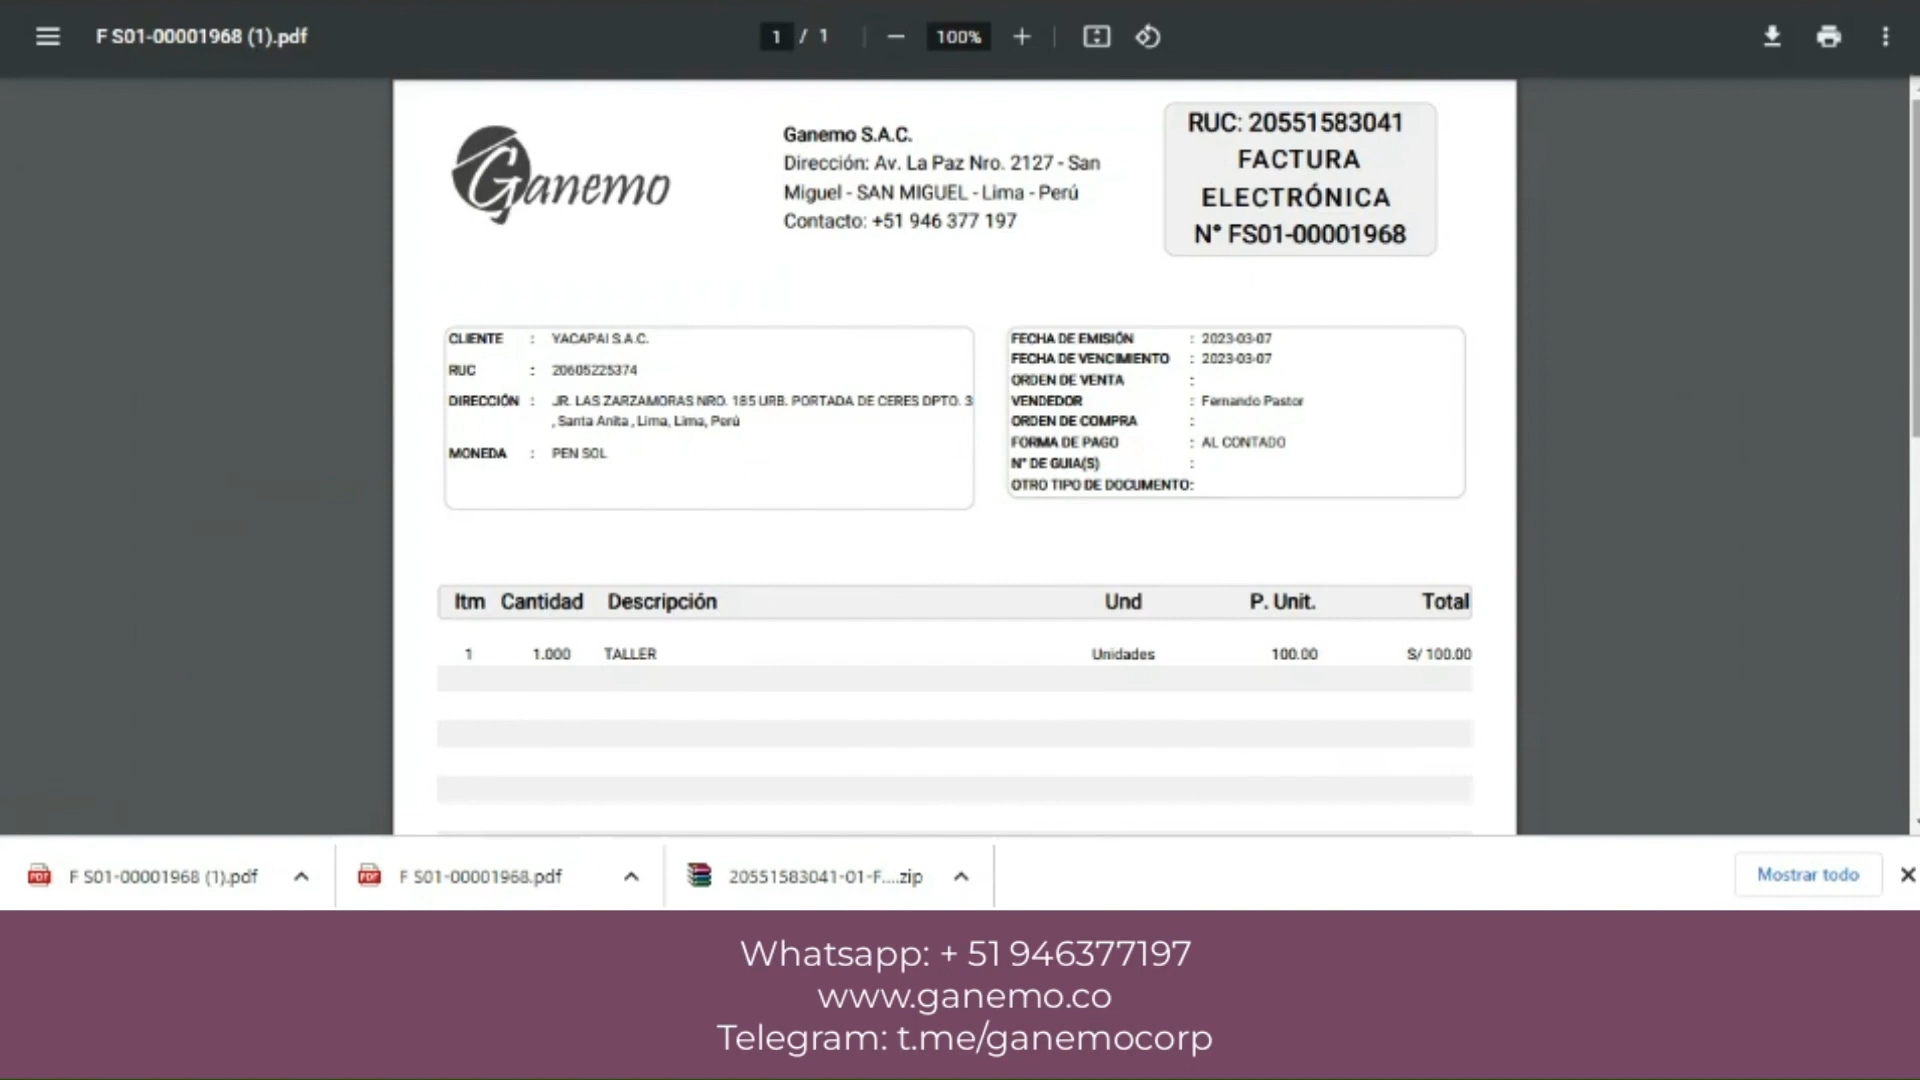 F S01-00001968 (1).pdf
1 / 1
100%
Ganemo
Ganemo S.A.C.
Dirección: Av. La Paz Nro. 2127 - San
Miguel - SAN MIGUEL - Lima - Perú
Contacto: +51 946 377 197
RUC: 20551583041
FACTURA
ELECTRÓNICA
N° FS01-00001968
CLIENTE : YACAPAI S.A.C.
RUC : 20605225374
DIRECCIÓN : JR. LAS ZARZAMORAS NRO. 185 URB. PORTADA DE CERES DPTO. 3
, Santa Anita , Lima, Lima, Perú
MONEDA : PEN SOL
FECHA DE EMISIÓN : 2023-03-07
FECHA DE VENCIMIENTO : 2023-03-07
ORDEN DE VENTA :
VENDEDOR : Fernando Pastor
ORDEN DE COMPRA :
FORMA DE PAGO : AL CONTADO
N° DE GUIA(S) :
OTRO TIPO DE DOCUMENTO:
Itm Cantidad Descripción Und P. Unit. Total
1 1.000 TALLER Unidades 100.00 S/ 100.00
F S01-00001968 (1).pdf
F S01-00001968.pdf
20551583041-01-F....zip
Mostrar todo
Whatsapp: + 51 946377197
www.ganemo.co
Telegram: t.me/ganemocorp